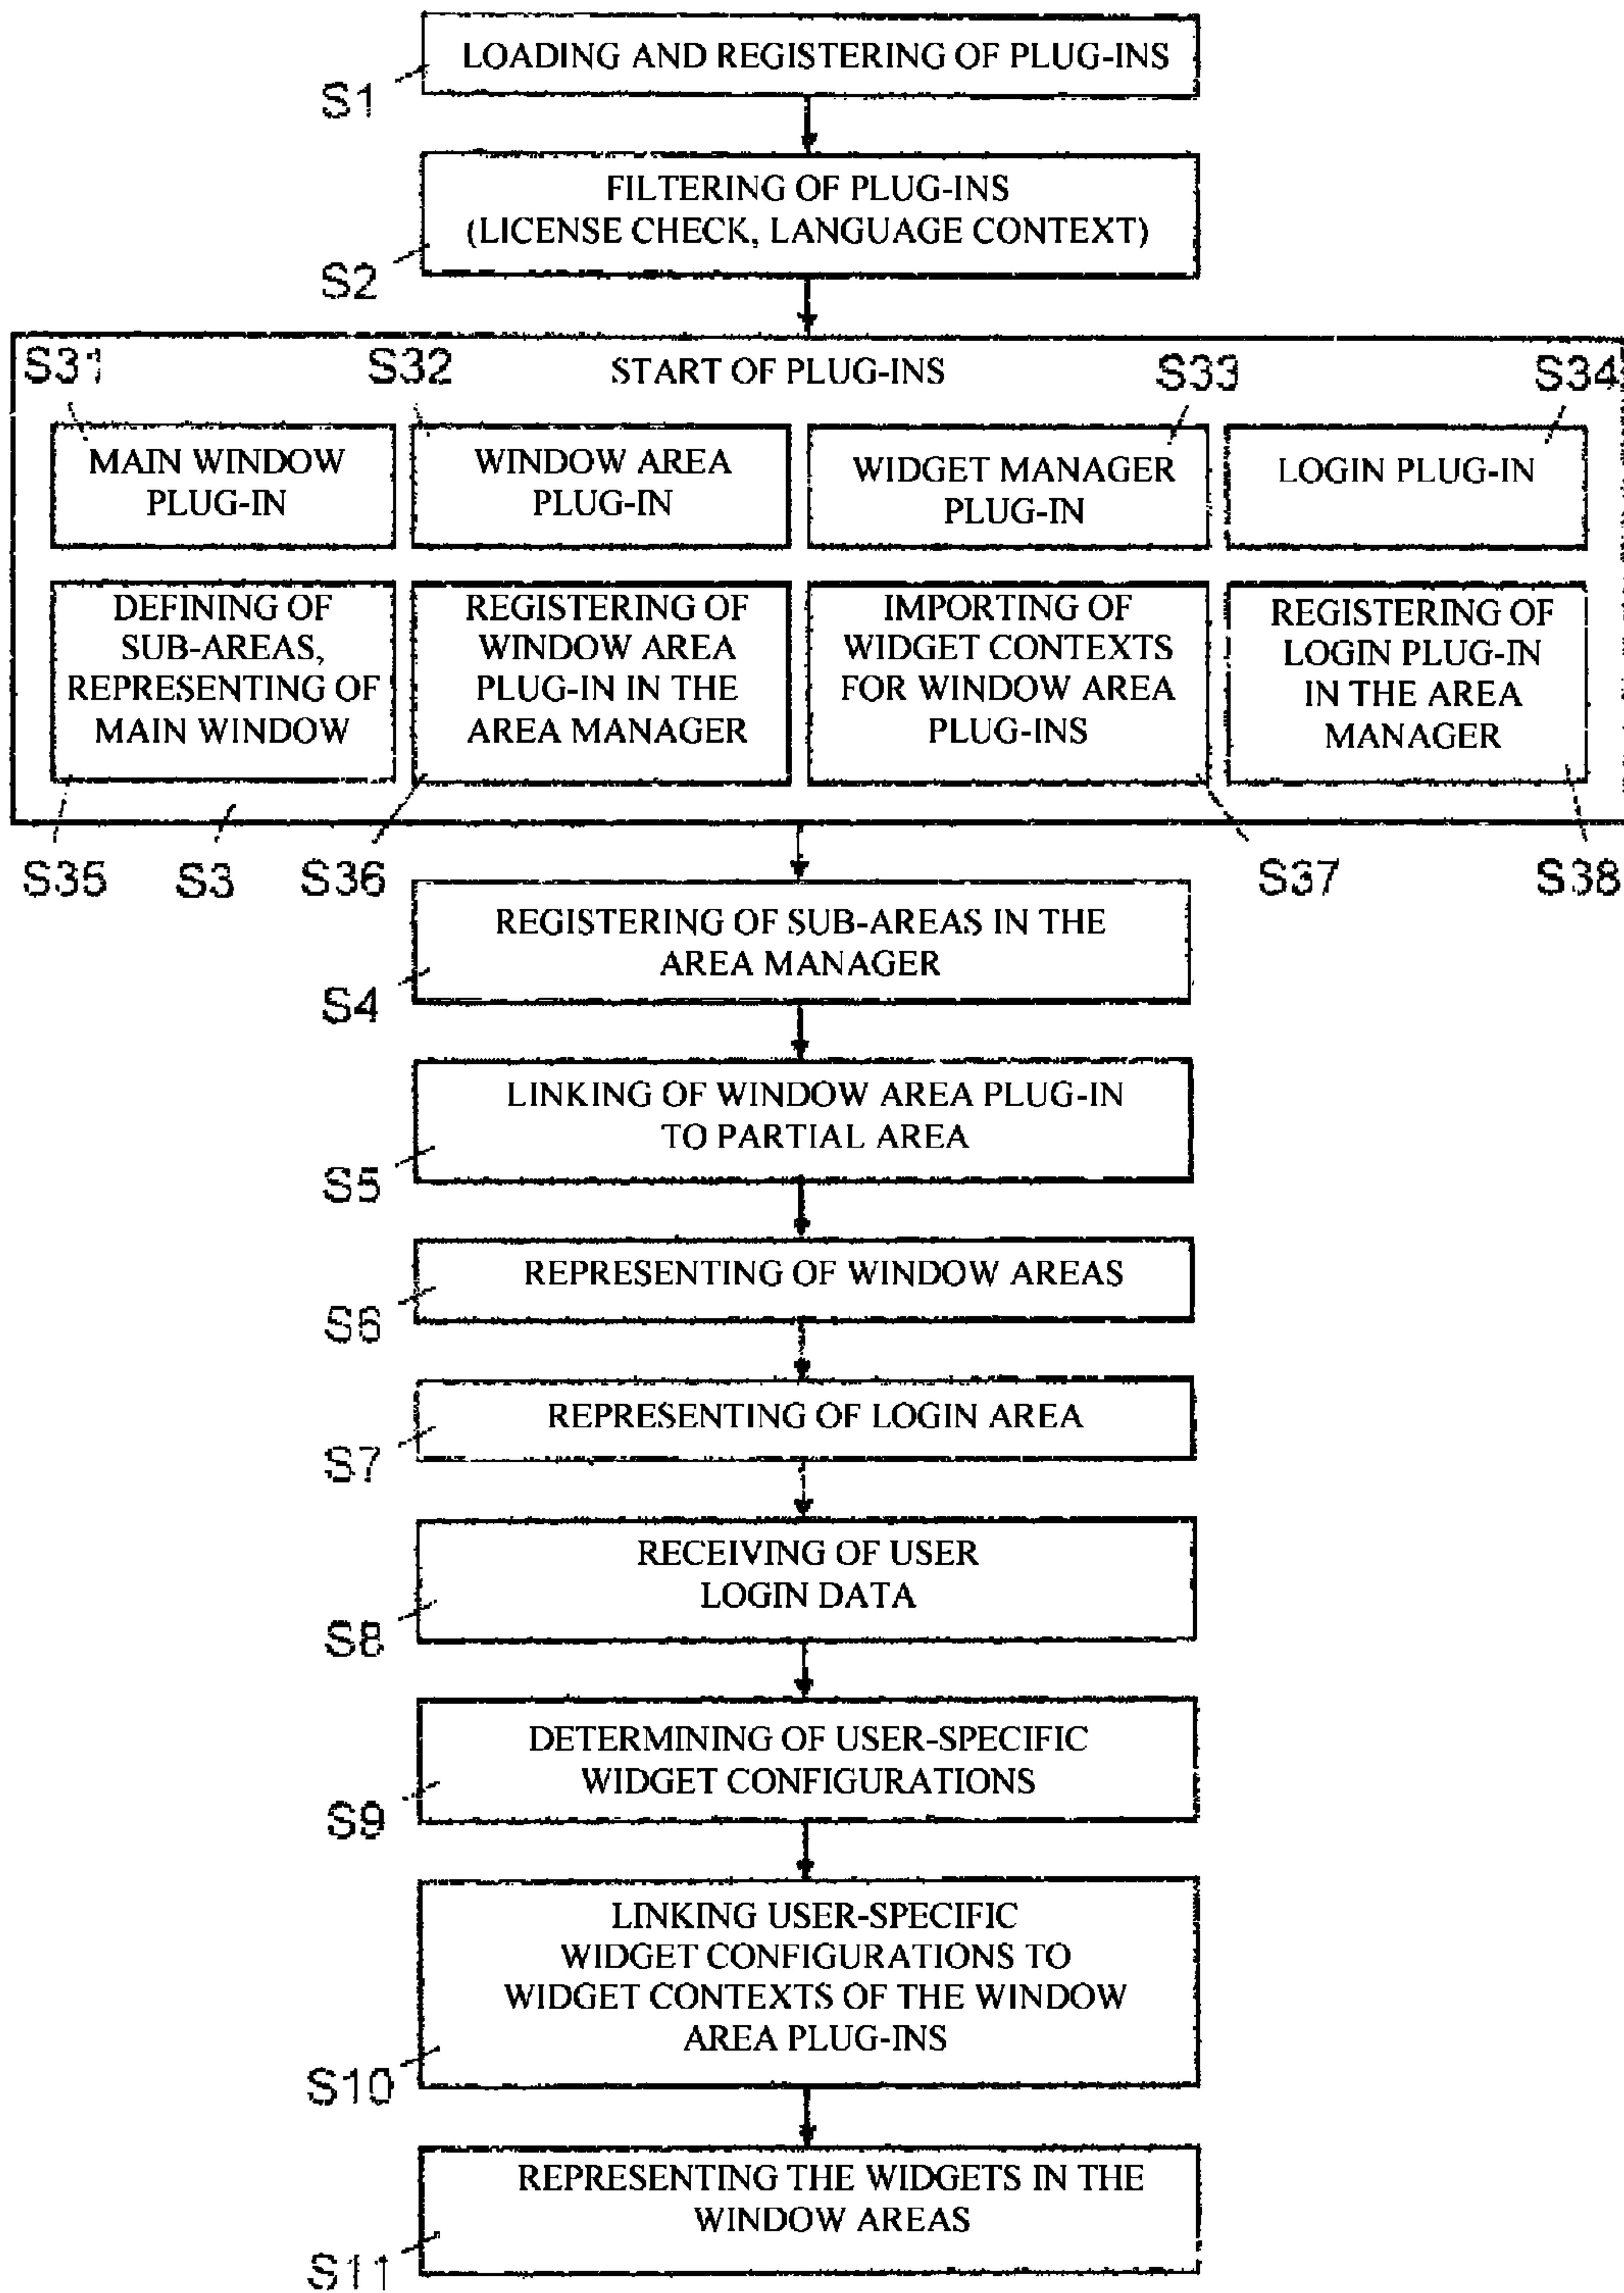 LOADING AND REGISTERING OF PLUG-INS
S1
FILTERING OF PLUG-INS
(LICENSE CHECK, LANGUAGE CONTEXT)
S2
S31
S32
START OF PLUG-INS
S33
S34
MAIN WINDOW
PLUG-IN
WINDOW AREA
PLUG-IN
WIDGET MANAGER
PLUG-IN
LOGIN PLUG-IN
DEFINING OF
SUB-AREAS,
REPRESENTING OF
MAIN WINDOW
REGISTERING OF
WINDOW AREA
PLUG-IN IN THE
AREA MANAGER
IMPORTING OF
WIDGET CONTEXTS
FOR WINDOW AREA
PLUG-INS
REGISTERING OF
LOGIN PLUG-IN
IN THE AREA
MANAGER
S35
S3
S36
S37
S38
REGISTERING OF SUB-AREAS IN THE
AREA MANAGER
S4
LINKING OF WINDOW AREA PLUG-IN
TO PARTIAL AREA
S5
REPRESENTING OF WINDOW AREAS
S6
REPRESENTING OF LOGIN AREA
S7
RECEIVING OF USER
LOGIN DATA
S8
DETERMINING OF USER-SPECIFIC
WIDGET CONFIGURATIONS
S9
LINKING USER-SPECIFIC
WIDGET CONFIGURATIONS TO
WIDGET CONTEXTS OF THE WINDOW
AREA PLUG-INS
S10
REPRESENTING THE WIDGETS IN THE
WINDOW AREAS
S11